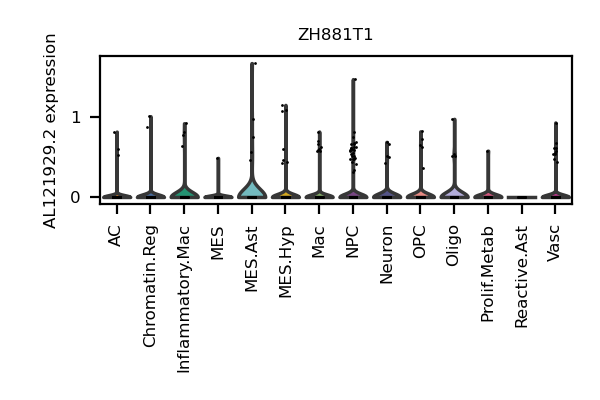 ZH881T1
AL121929.2 expression
1
0
AC
Chromatin.Reg
Inflammatory.Mac
MES
MES.Ast
MES.Hyp
Mac
NPC
Neuron
OPC
Oligo
Prolif.Metab
Reactive.Ast
Vasc